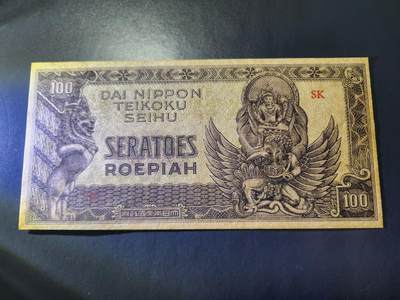 100
DAI NIPPON
TEIKOKU
SEIHU
SK
SERATOES
ROEPIAH
100